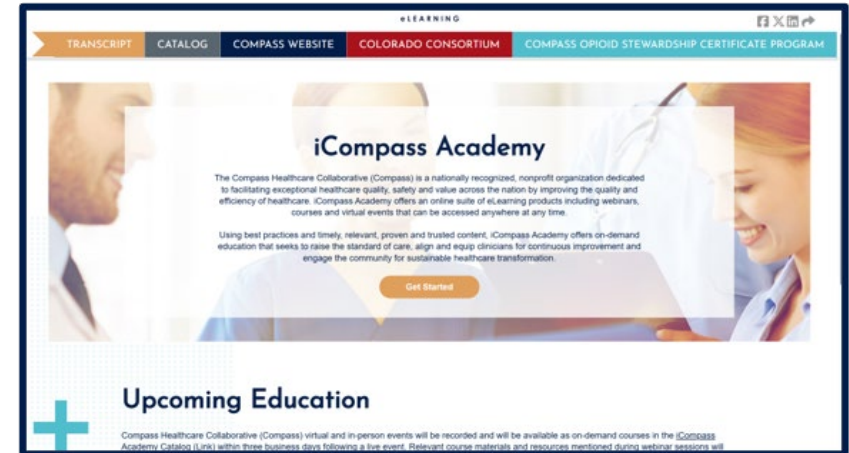 eLEARNING
TRANSCRIPT CATALOG COMPASS WEBSITE COLORADO CONSORTIUM COMPASS OPIOID STEWARDSHIP CERTIFICATE PROGRAM
iCompass Academy
The Compass Healthcare Collaborative (Compass) is a nationally recognized, nonprofit organization dedicated
to facilitating exceptional healthcare quality, safety and value across the nation by improving the quality and
efficiency of healthcare. iCompass Academy offers an online suite of eLearning products including webinars,
courses and virtual events that can be accessed anywhere at any time.
Using best practices and timely, relevant, proven and trusted content, iCompass Academy offers on-demand
education that seeks to raise the standard of care, align and equip clinicians for continuous improvement and
engage the community for sustainable healthcare transformation.
Get Started
Upcoming Education
Compass Healthcare Collaborative (Compass) virtual and in-person events will be recorded and will be available as on-demand courses in the iCompass
Academy Catalog (Link) within three business days following a live event. Relevant course materials and resources mentioned during webinar sessions will